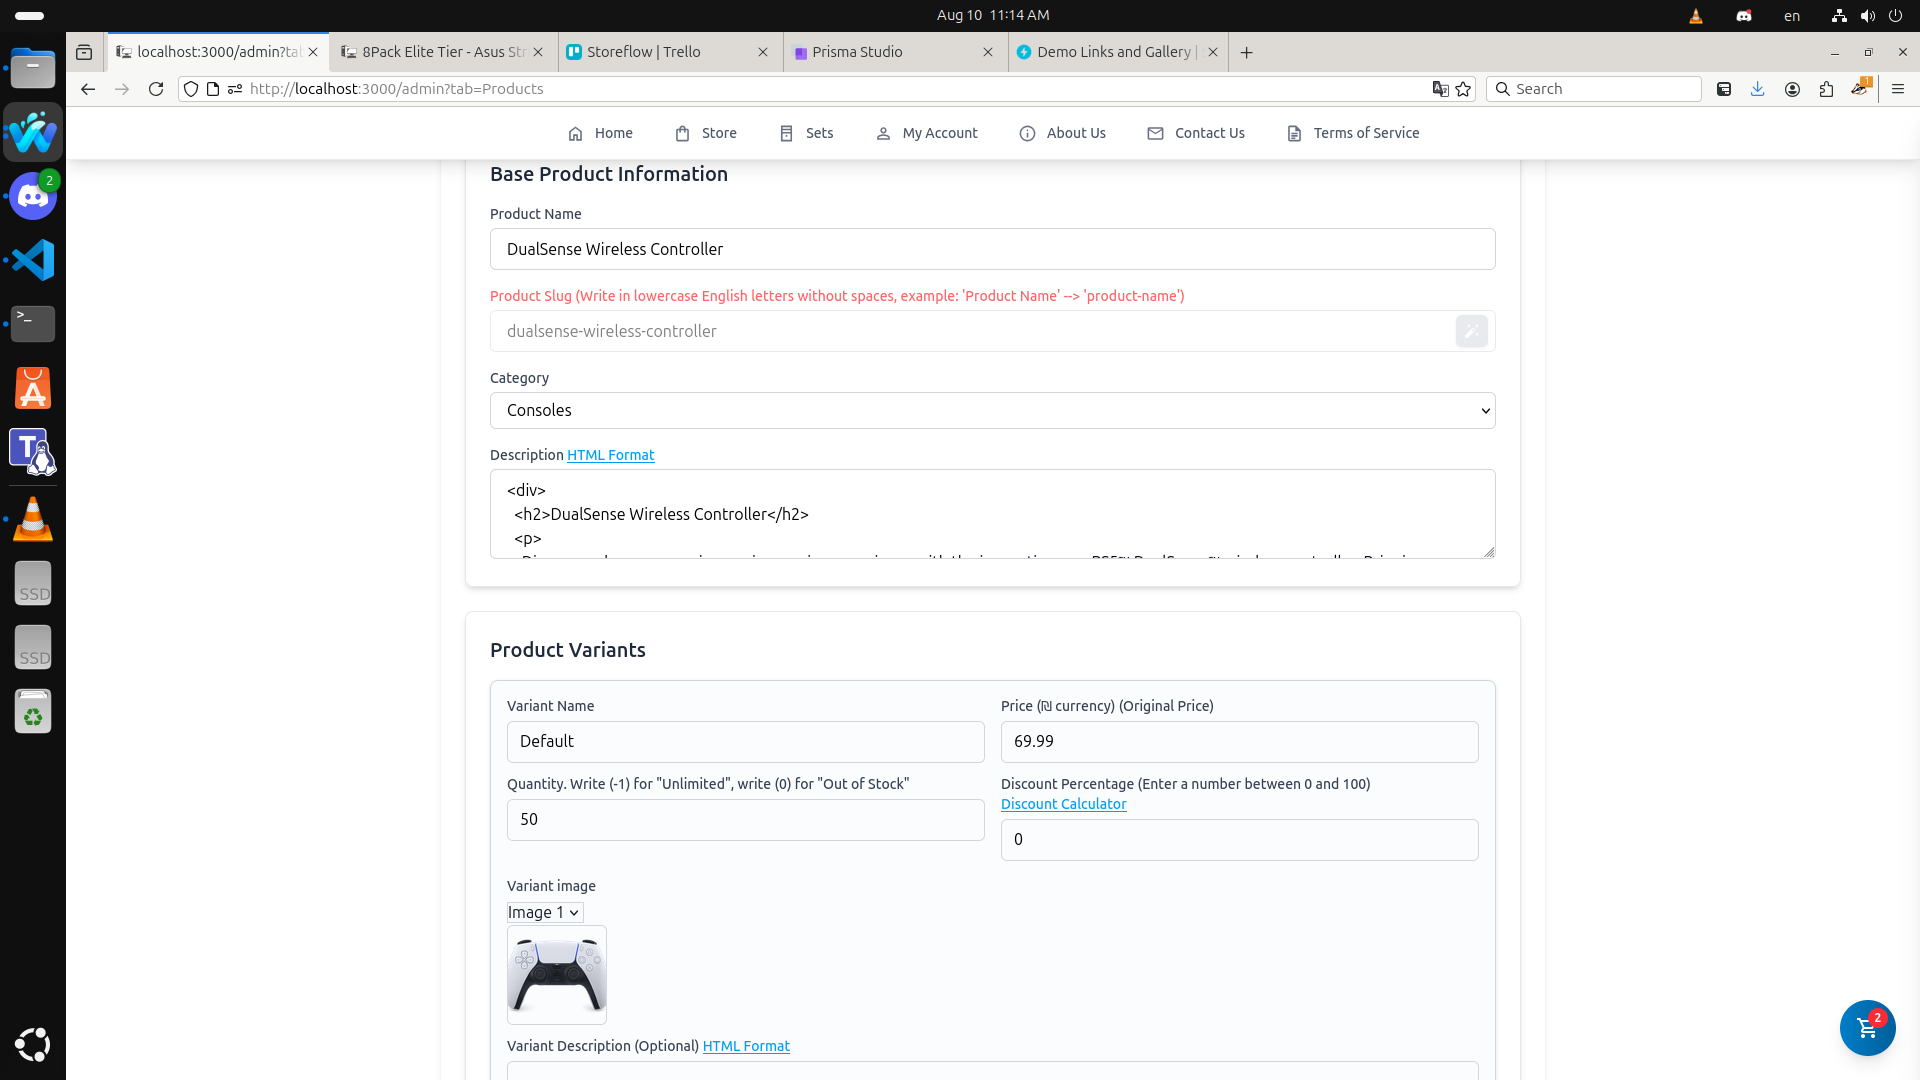 Aug 10 11:14 AM
en
localhost:3000/admin?tab
8Pack Elite Tier - Asus Str
Storeflow | Trello
Prisma Studio
Demo Links and Gallery |
http://localhost:3000/admin?tab=Products
Search
1
Home
Store
Sets
My Account
About Us
Contact Us
Terms of Service
2
>_
T
SSD
SSD
Base Product Information
Product Name
DualSense Wireless Controller
Product Slug (Write in lowercase English letters without spaces, example: 'Product Name' --> 'product-name')
dualsense-wireless-controller
Category
Consoles
Description HTML Format
<div>
<h2>DualSense Wireless Controller</h2>
<p>
Product Variants
Variant Name
Default
Price (₪ currency) (Original Price)
69.99
Quantity. Write (-1) for "Unlimited", write (0) for "Out of Stock"
50
Discount Percentage (Enter a number between 0 and 100)
Discount Calculator
0
Variant image
Image 1
Variant Description (Optional) HTML Format
2